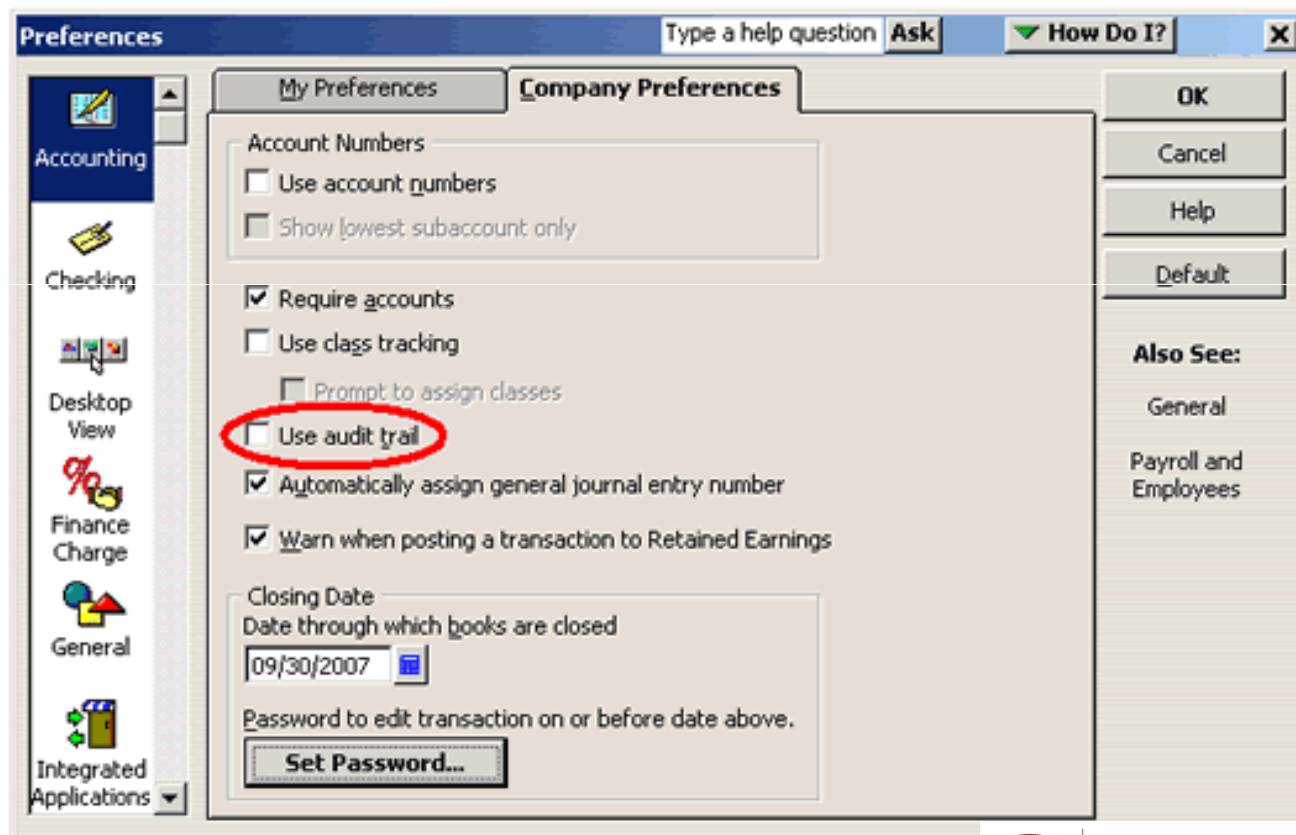 Preferences
Type a help question Ask
How Do I?
Accounting
Checking
Desktop
View
Finance
Charge
General
Integrated
Applications
My Preferences
Company Preferences
Account Numbers
Use account numbers
Show lowest subaccount only
Require accounts
Use class tracking
Prompt to assign classes
Use audit trail
Automatically assign general journal entry number
Warn when posting a transaction to Retained Earnings
Closing Date
Date through which books are closed
09/30/2007
Password to edit transaction on or before date above.
Set Password...
OK
Cancel
Help
Default
Also See:
General
Payroll and
Employees